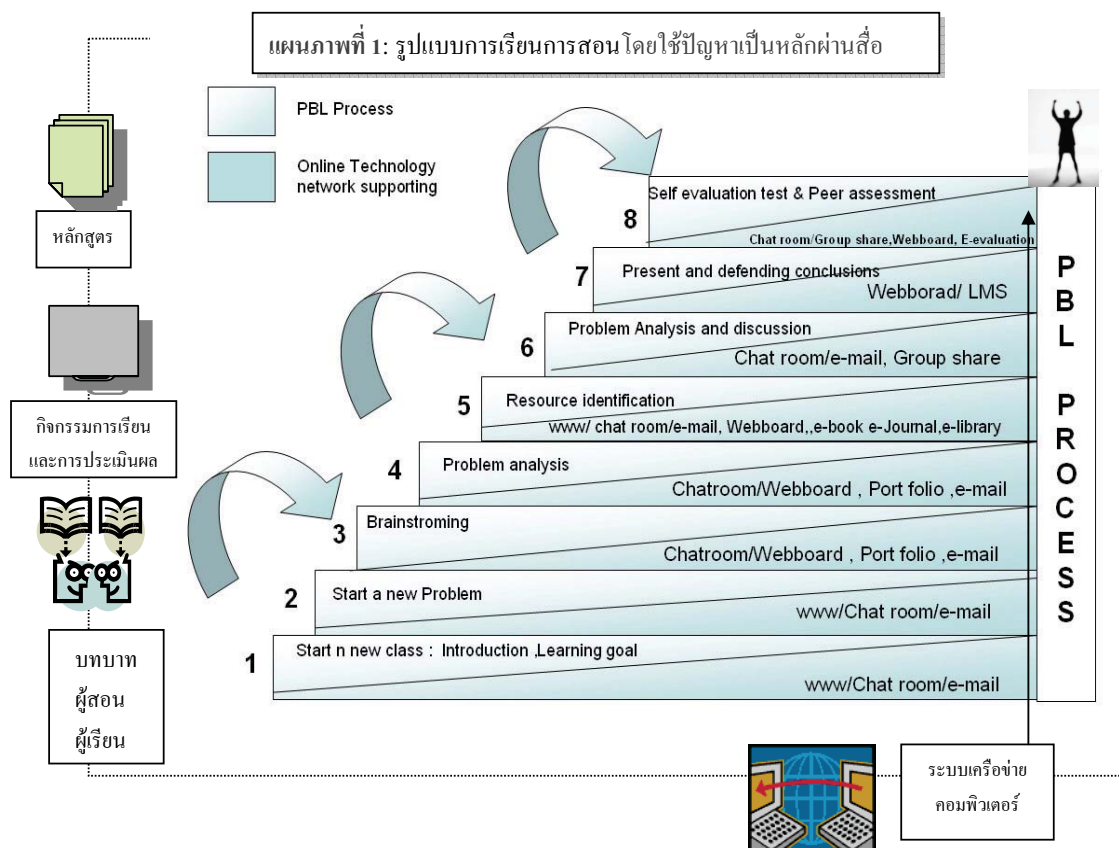 แผนภาพที่ 1: รูปแบบการเรียนการสอนโดยใช้ปัญหาเป็นหลักผ่านสื่อ
PBL Process
Online Technology
network supporting
หลักสูตร
กิจกรรมการเรียน
และการประเมินผล
บทบาท
ผู้สอน
ผู้เรียน
8
Self evaluation test & Peer assessment
Chat room/Group share,Webboard, E-evaluation
7
Present and defending conclusions
Webborad/ LMS
6
Problem Analysis and discussion
Chat room/e-mail, Group share
5
Resource identification
www/ chat room/e-mail, Webboard,,e-book e-Journal,e-library
4
Problem analysis
Chatroom/Webboard , Port folio ,e-mail
3
Brainstroming
Chatroom/Webboard , Port folio ,e-mail
2
Start a new Problem
www/Chat room/e-mail
1
Start n new class : Introduction ,Learning goal
www/Chat room/e-mail
PBL PROCESS
ระบบเครือข่าย
คอมพิวเตอร์